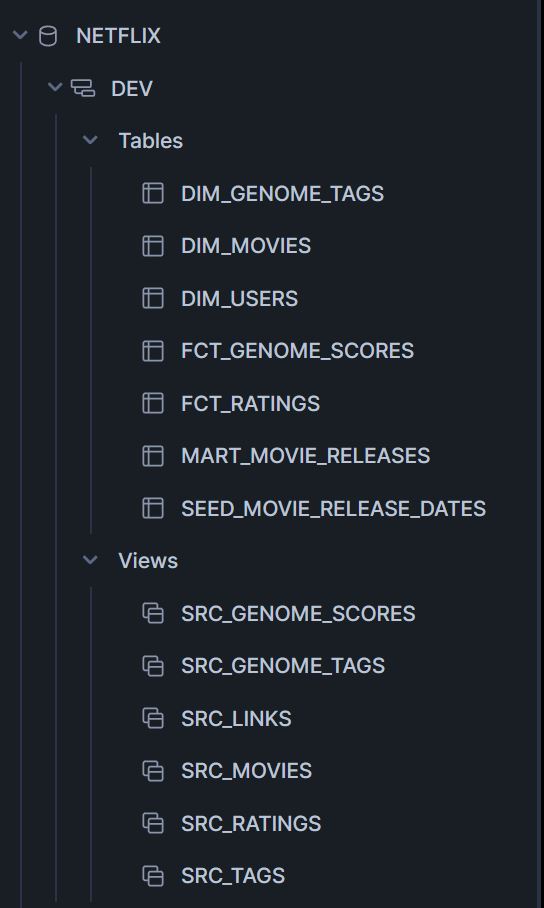 NETFLIX
DEV
Tables
DIM_GENOME_TAGS
DIM_MOVIES
DIM_USERS
FCT_GENOME_SCORES
FCT_RATINGS
MART_MOVIE_RELEASES
SEED_MOVIE_RELEASE_DATES
Views
SRC_GENOME_SCORES
SRC_GENOME_TAGS
SRC_LINKS
SRC_MOVIES
SRC_RATINGS
SRC_TAGS